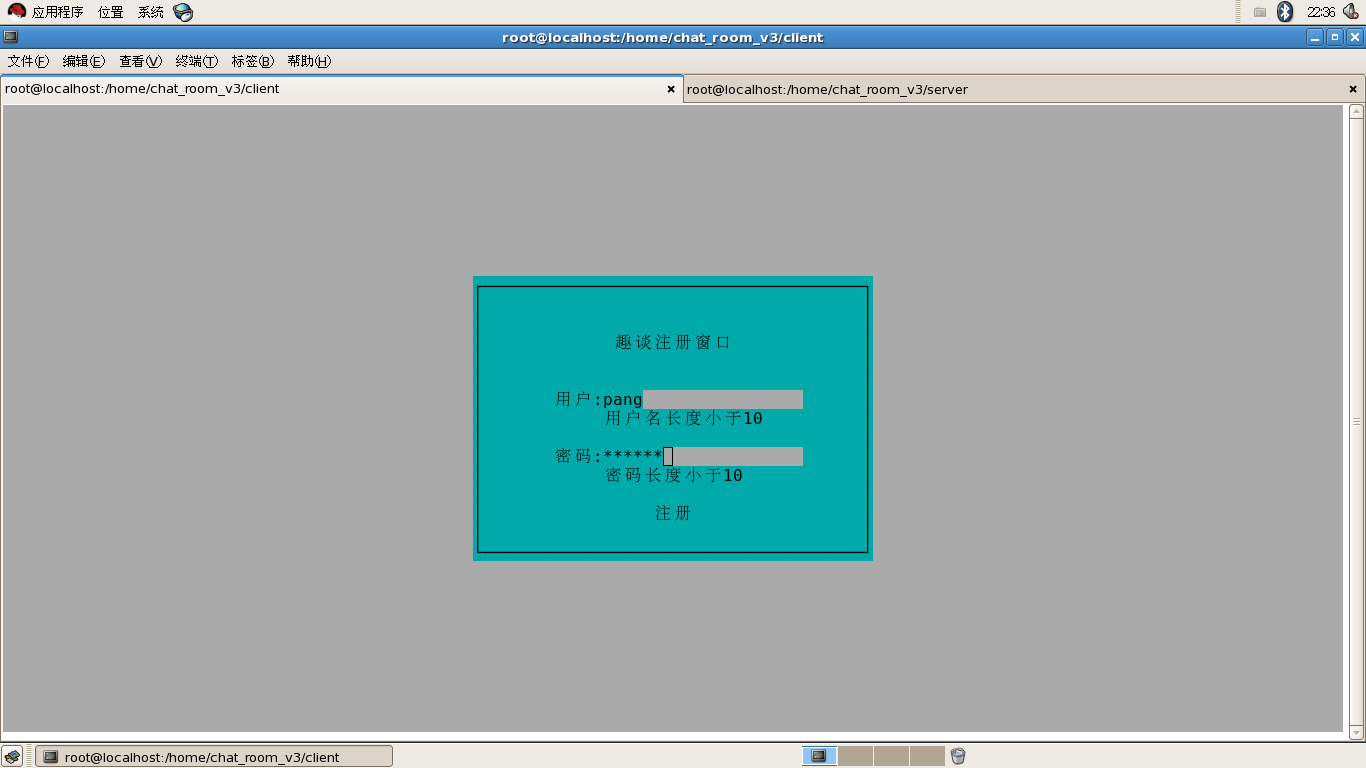 应用程序 位置 系统 22:36
root@localhost:/home/chat_room_v3/client
文件(F) 编辑(E) 查看(V) 终端(T) 标签(B) 帮助(H)
root@localhost:/home/chat_room_v3/client root@localhost:/home/chat_room_v3/server
趣谈注册窗口
用户:pang
用户名长度小于10
密码:******
密码长度小于10
注册
root@localhost:/home/chat_room_v3/client